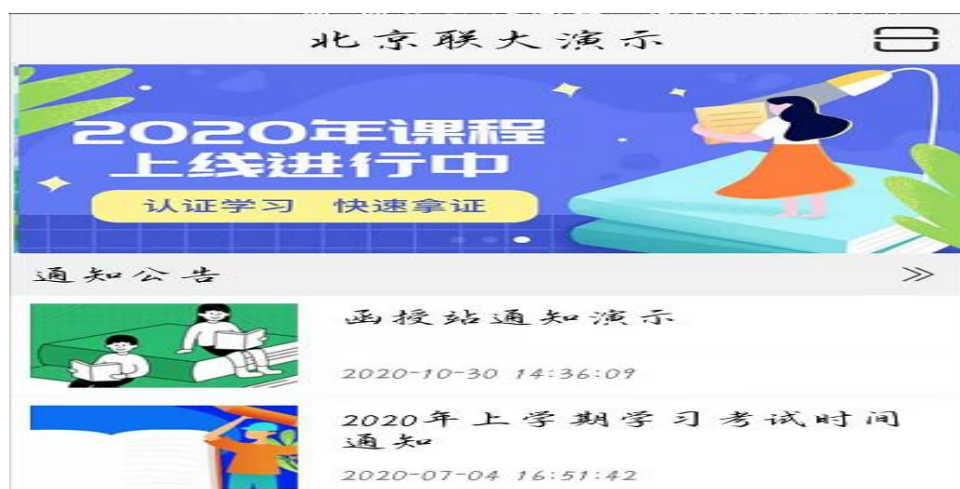 北京联大演示
2020年课程
上线进行中
认证学习 快速拿证
通知公告
函授站通知演示
2020-10-30 14:36:09
2020年上学期学习考试时间
通知
2020-07-04 16:51:42